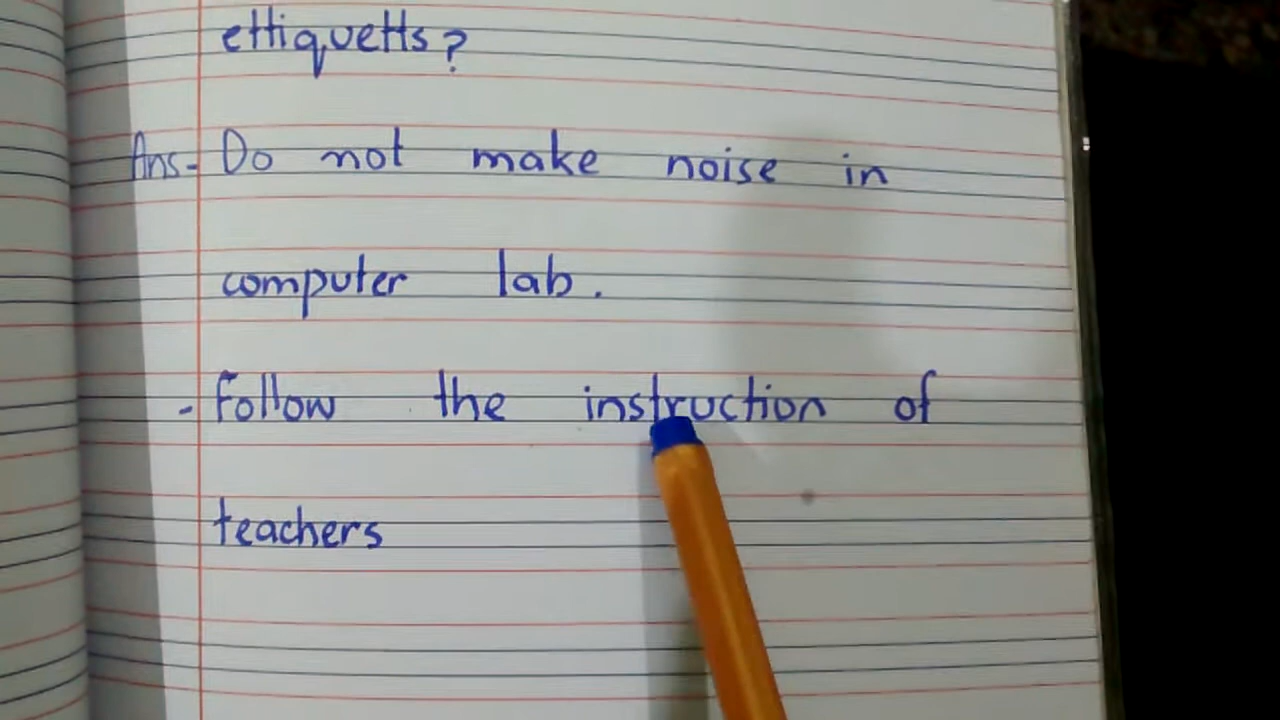 ettiquetts?
Ans- Do not make noise in
computer lab.
- Follow the instruction of
teachers